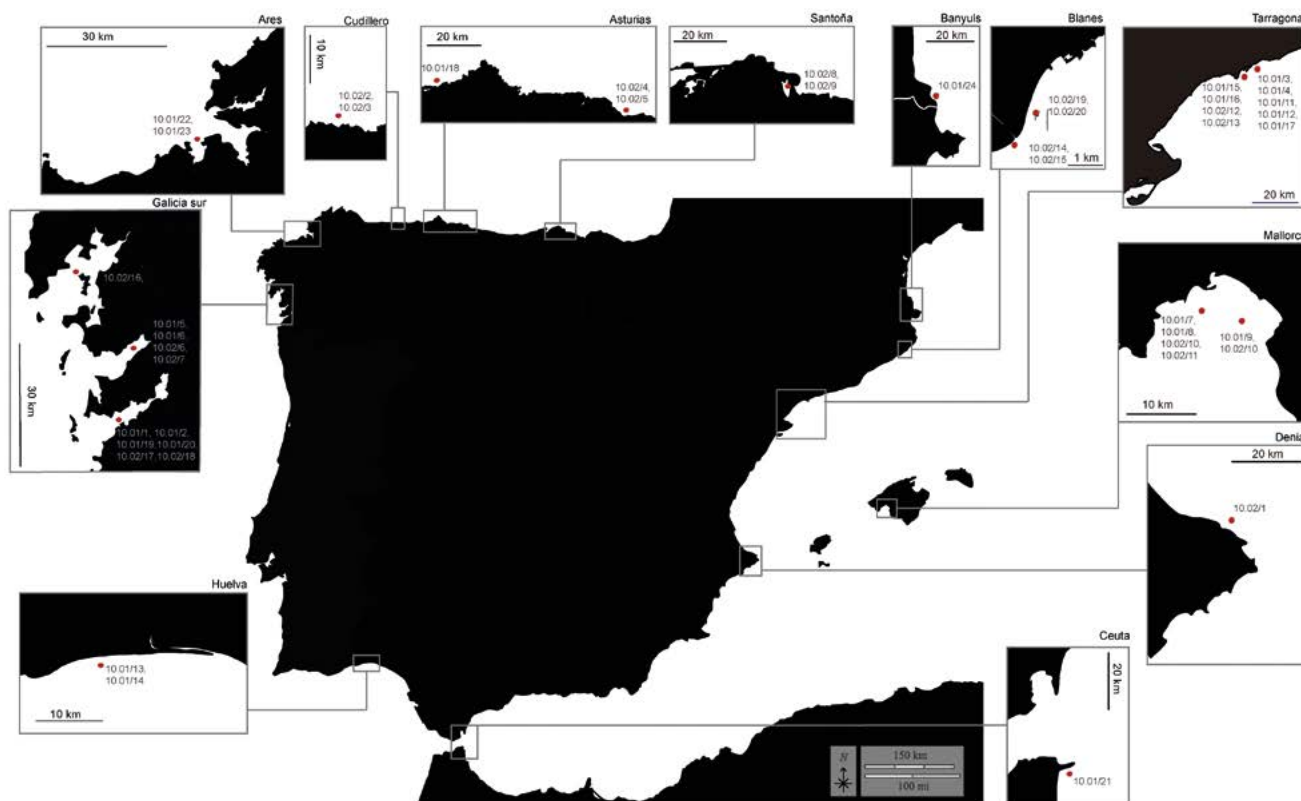 Ares
30 km
10.01/22,
10.01/23
Cudillero
10 km
10.02/2,
10.02/3
Asturias
20 km
10.01/18
10.02/4,
10.02/5
Santoña
20 km
10.02/8,
10.02/9
Banyuls
20 km
10.01/24
Blanes
10.02/19,
10.02/20
10.02/14,
10.02/15
1 km
Tarragona
10.01/15,
10.01/16,
10.02/12,
10.02/13
10.01/3,
10.01/4,
10.01/11,
10.01/12,
10.01/17
20 km
Galicia sur
10.02/16,
10.01/5,
10.01/6,
10.02/6,
10.02/7
30 km
10.01/1, 10.01/2,
10.01/19, 10.01/20,
10.02/17, 10.02/18
Mallorc
10.01/7,
10.01/8,
10.02/10,
10.02/11
10.01/9,
10.02/10
10 km
Denia
20 km
10.02/1
Huelva
10.01/13,
10.01/14
10 km
Ceuta
20 km
10.01/21
N
150 km
100 mi